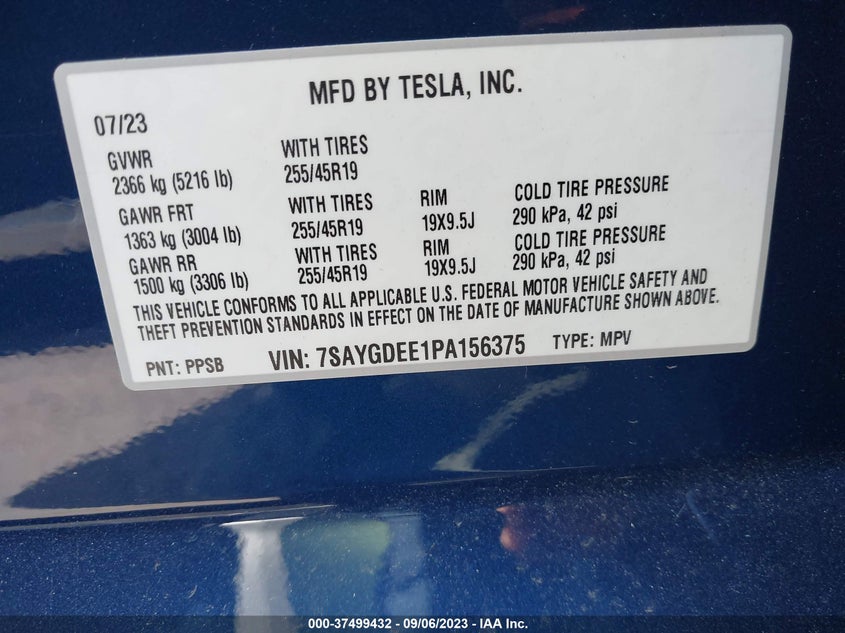 MFD BY TESLA, INC.
07/23
GVWR WITH TIRES
2366 kg (5216 lb) 255/45R19
GAWR FRT WITH TIRES RIM COLD TIRE PRESSURE
1363 kg (3004 lb) 255/45R19 19X9.5J 290 kPa, 42 psi
GAWR RR WITH TIRES RIM COLD TIRE PRESSURE
1500 kg (3306 lb) 255/45R19 19X9.5J 290 kPa, 42 psi
THIS VEHICLE CONFORMS TO ALL APPLICABLE U.S. FEDERAL MOTOR VEHICLE SAFETY AND
THEFT PREVENTION STANDARDS IN EFFECT ON THE DATE OF MANUFACTURE SHOWN ABOVE.
PNT: PPSB VIN: 7SAYGDEE1PA156375 TYPE: MPV
000-37499432 - 09/06/2023 - IAA Inc.